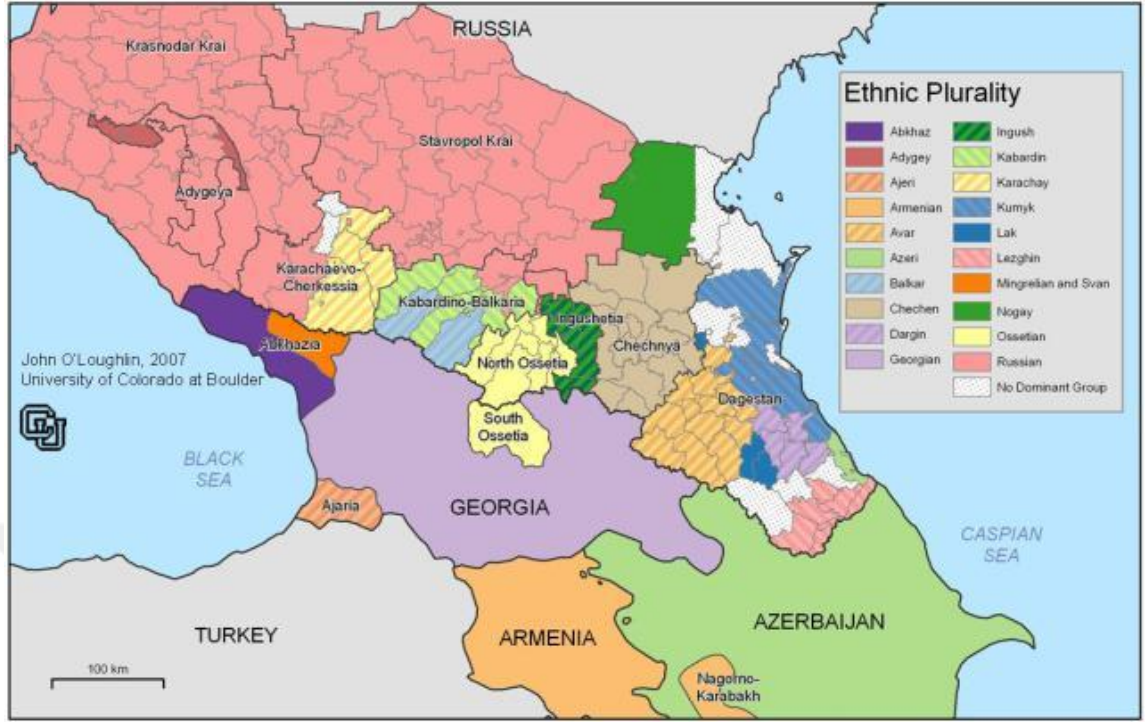 RUSSIA
Krasnodar Krai
Stavropol Krai
Adygeya
Karachaevo-
Cherkessia
Kabardino-Balkaria
Ingushetia
Chechnya
North Ossetia
Abkhazia
Dagestan
South
Ossetia
John O'Loughlin, 2007
University of Colorado at Boulder
CU
BLACK
SEA
Ajaria
GEORGIA
CASPIAN
SEA
TURKEY
ARMENIA
AZERBAIJAN
Nagorno-
Karabakh
100 km
Ethnic Plurality
Abkhaz
Adygey
Ajeri
Armenian
Avar
Azeri
Balkar
Chechen
Dargin
Georgian
Ingush
Kabardin
Karachay
Kumyk
Lak
Lezghin
Mingrelian and Svan
Nogay
Ossetian
Russian
No Dominant Group